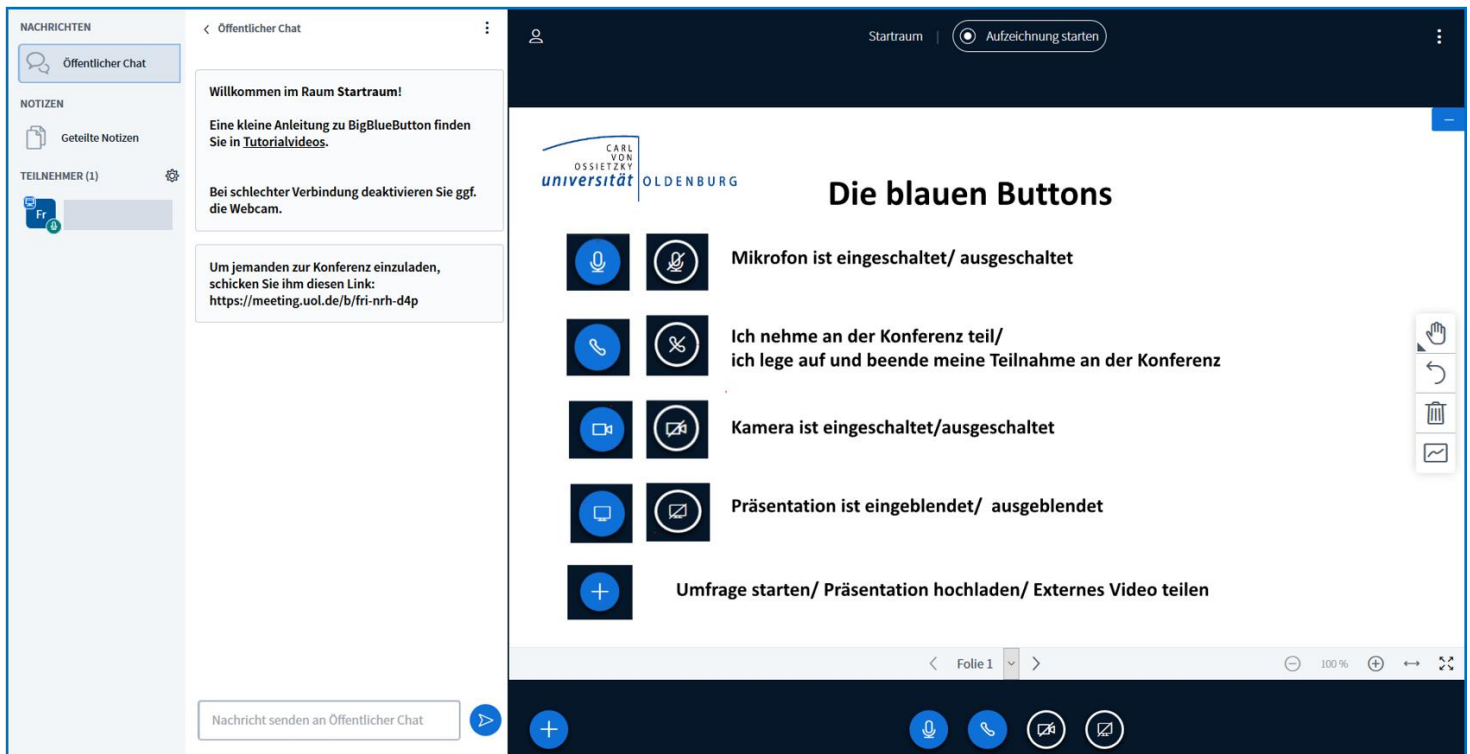 NACHRICHTEN
Öffentlicher Chat
NOTIZEN
Geteilte Notizen
TEILNEHMER (1)
Fr
Öffentlicher Chat
Willkommen im Raum Startraum!
Eine kleine Anleitung zu BigBlueButton finden
Sie in Tutorialvideos.
Bei schlechter Verbindung deaktivieren Sie ggf.
die Webcam.
Um jemanden zur Konferenz einzuladen,
schicken Sie ihm diesen Link:
https://meeting.uol.de/b/fri-nrh-d4p
Nachricht senden an Öffentlicher Chat
Startraum | Aufzeichnung starten
CARL
VON
OSSIETZKY
universität OLDENBURG
Die blauen Buttons
Mikrofon ist eingeschaltet/ ausgeschaltet
Ich nehme an der Konferenz teil/
ich lege auf und beende meine Teilnahme an der Konferenz
Kamera ist eingeschaltet/ausgeschaltet
Präsentation ist eingeblendet/ ausgeblendet
Umfrage starten/ Präsentation hochladen/ Externes Video teilen
Folie 1
100 %